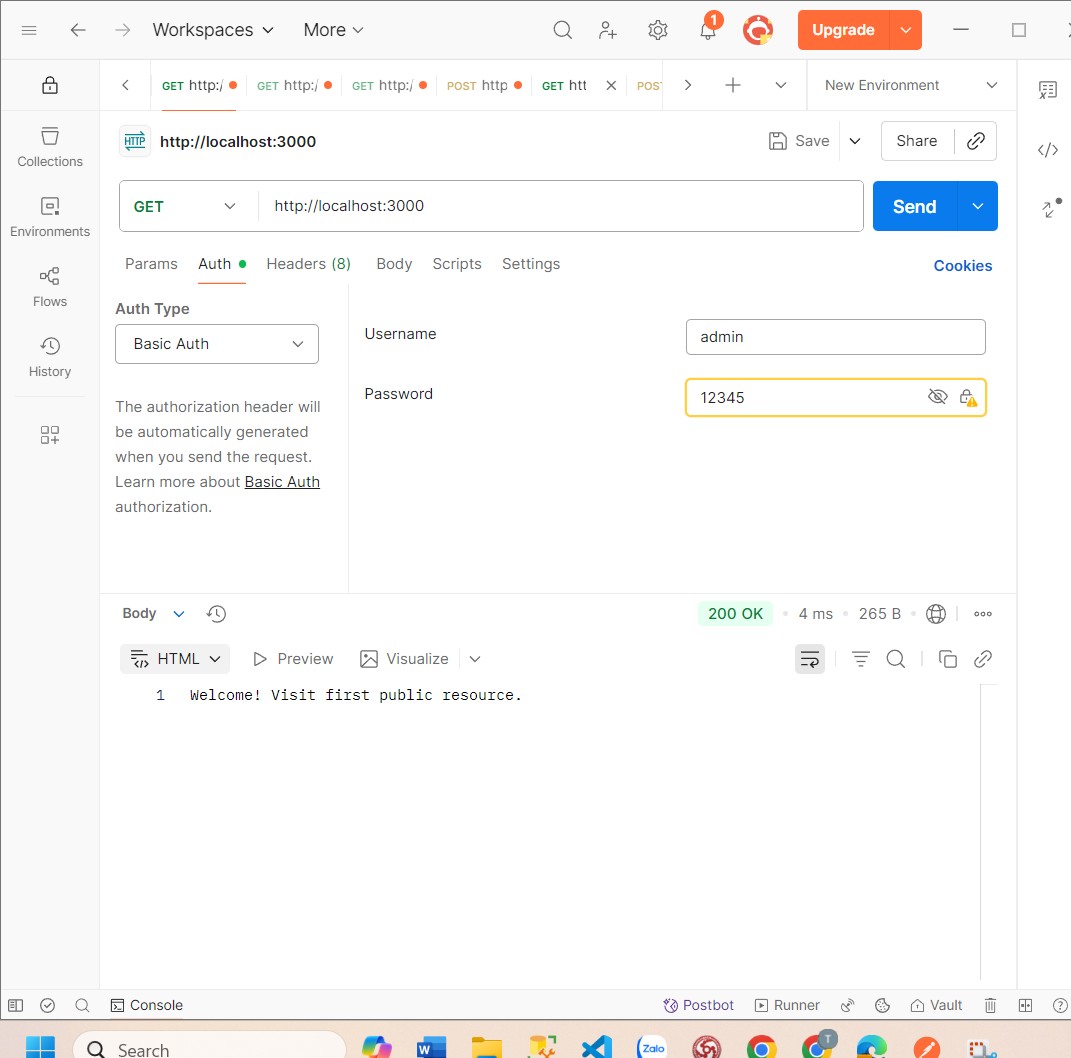 Workspaces More 1 Upgrade
GET http:/ GET http:/ GET http:/ POST http GET htt POST New Environment
HTTP http://localhost:3000 Save Share
Collections
GET http://localhost:3000 Send
Environments
Params Auth Headers (8) Body Scripts Settings Cookies
Flows
Auth Type
Basic Auth
Username admin
History
Password 12345
The authorization header will
be automatically generated
when you send the request.
Learn more about Basic Auth
authorization.
Body 200 OK 4 ms 265 B
HTML Preview Visualize
1 Welcome! Visit first public resource.
Console Postbot Runner Vault
Search W Zalo T